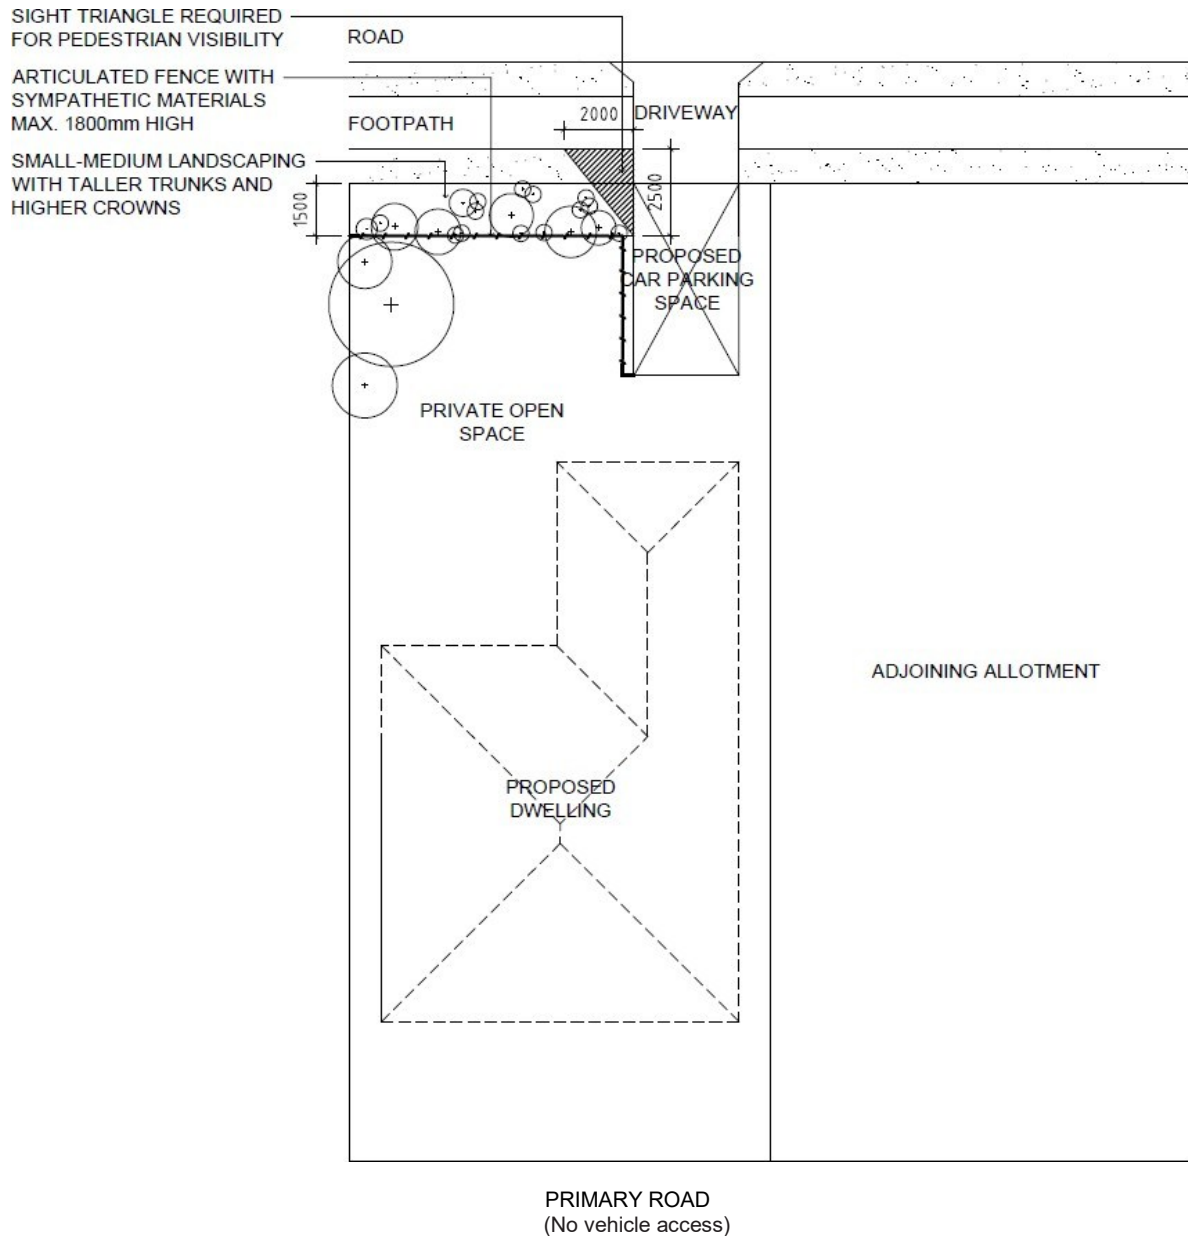 SIGHT TRIANGLE REQUIRED
FOR PEDESTRIAN VISIBILITY
ROAD
ARTICULATED FENCE WITH
SYMPATHETIC MATERIALS
MAX. 1800mm HIGH
2000
DRIVEWAY
FOOTPATH
SMALL-MEDIUM LANDSCAPING
WITH TALLER TRUNKS AND
HIGHER CROWNS
1500
2500
PROPOSED
CAR PARKING
SPACE
PRIVATE OPEN
SPACE
ADJOINING ALLOTMENT
PROPOSED
DWELLING
PRIMARY ROAD
(No vehicle access)